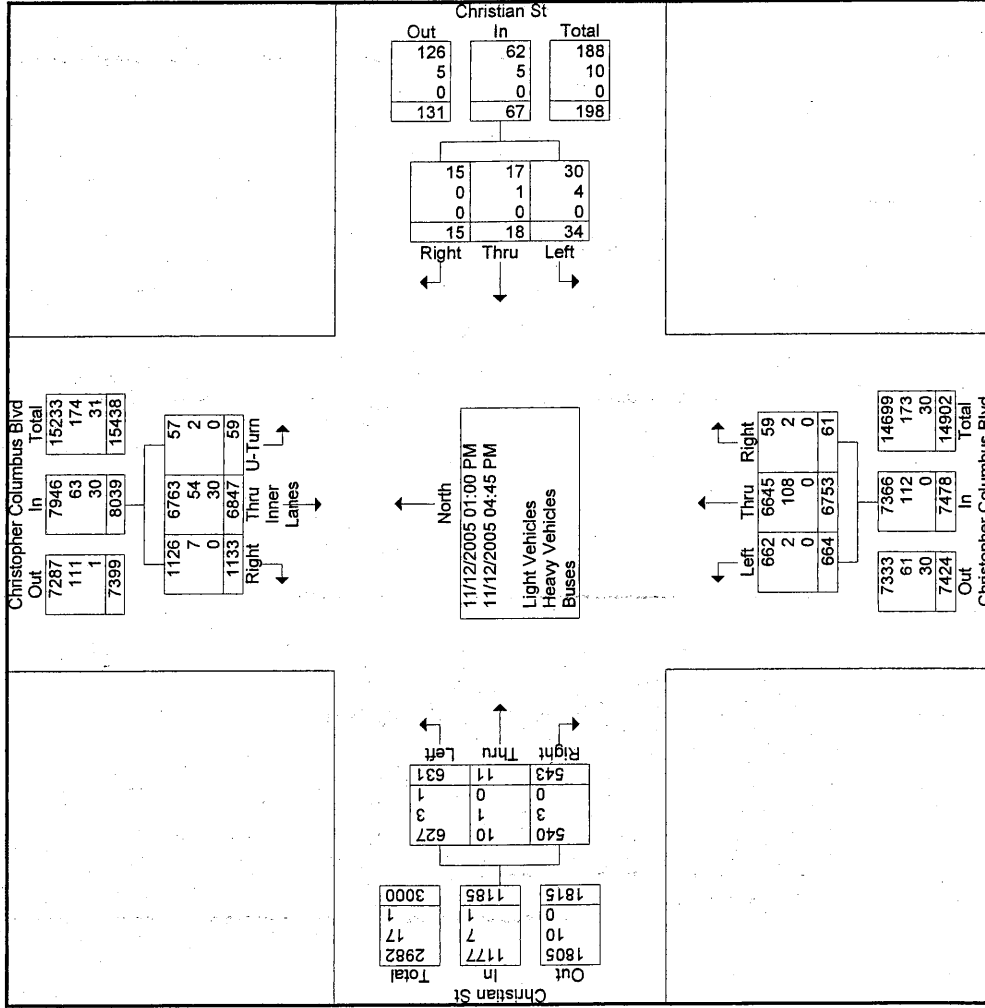 Christian St
Out In Total
126 62 188
5 5 10
0 0 0
131 67 198
15 17 30
0 1 4
0 0 0
15 18 34
Right Thru Left
Christopher Columbus Blvd
Out In Total
7287 7946 15233
111 63 174
1 30 31
7399 8039 15438
1126 6763 57
7 54 2
0 30 0
1133 6847 59
Right Thru U-Turn
Inner
Lanes
North
11/12/2005 01:00 PM
11/12/2005 04:45 PM
Light Vehicles
Heavy Vehicles
Buses
Left Thru Right
662 6645 59
2 108 2
0 0 0
664 6753 61
7333 7366 14699
61 112 173
30 0 30
7424 7478 14902
Out In Total
Christopher Columbus Blvd
Left Thru Right
631 11 543
1 0 0
3 1 3
627 10 540
3000 1185 1815
1 1 0
17 7 10
2982 1177 1805
Total In Out
Christian St